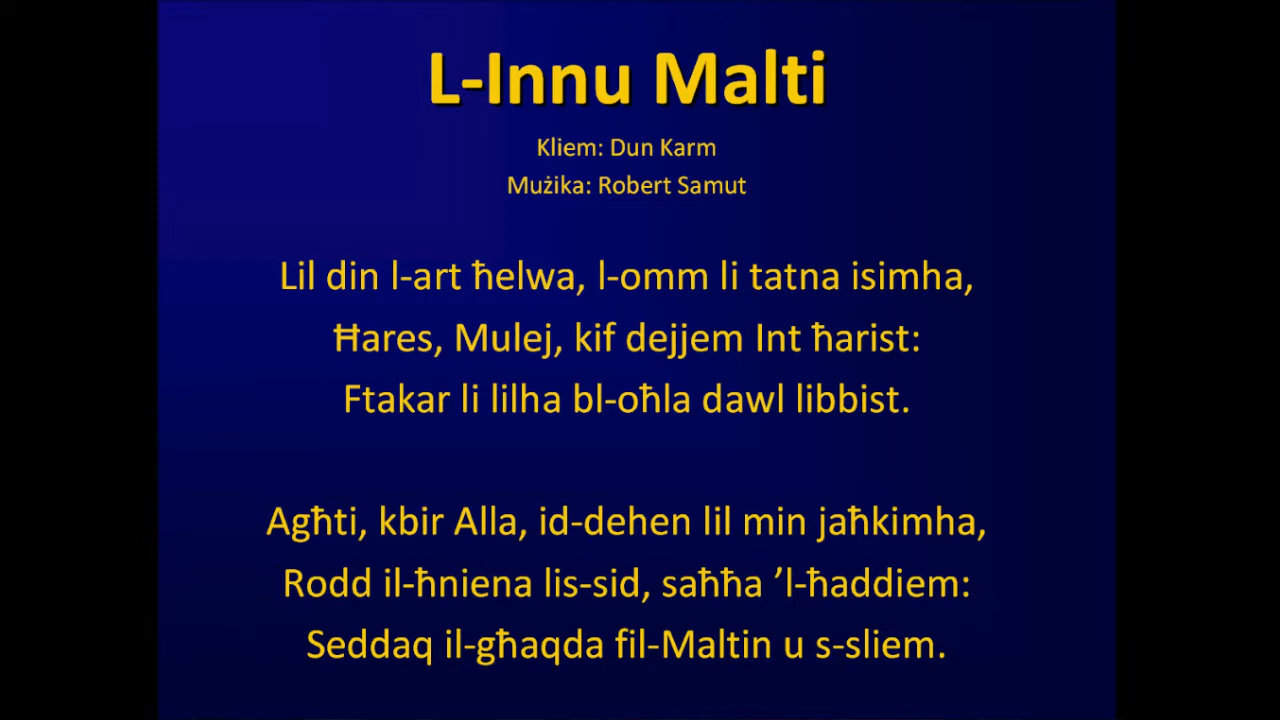 L-Innu Malti
Kliem: Dun Karm
Mużika: Robert Samut
Lil din l-art ħelwa, l-omm li tatna isimha,
Ħares, Mulej, kif dejjem Int ħarist:
Ftakar li lilha bl-oħla dawl libbist.
Agħti, kbir Alla, id-dehen lil min jaħkimha,
Rodd il-ħniena lis-sid, saħħa ’l-ħaddiem:
Seddaq il-għaqda fil-Maltin u s-sliem.